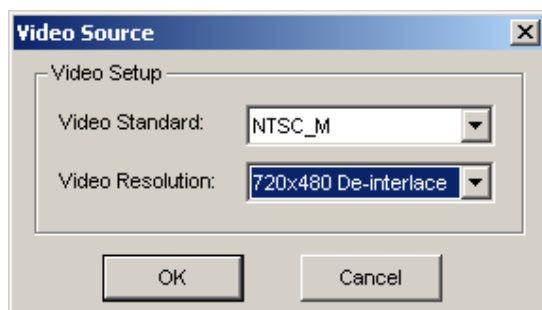 Video Source
Video Setup
Video Standard: NTSC_M
Video Resolution: 720x480 De-interlace
OK Cancel